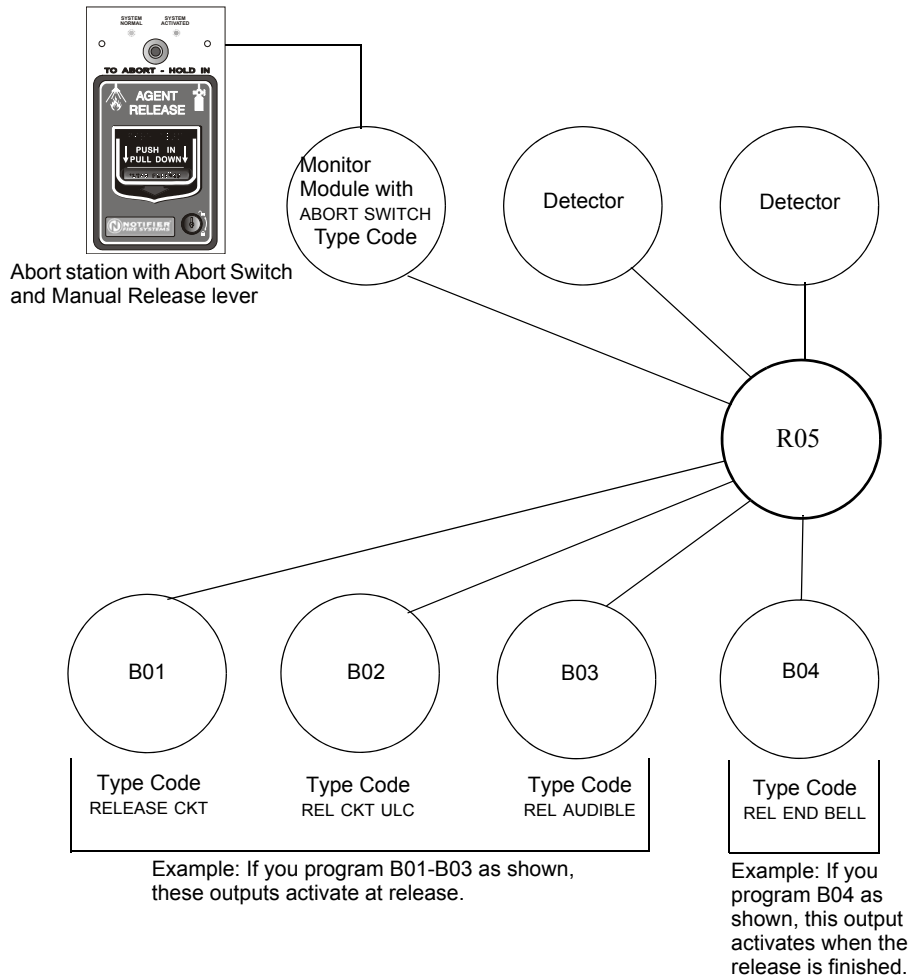 SYSTEM NORMAL
SYSTEM ACTIVATED
TO ABORT - HOLD IN
AGENT
RELEASE
PUSH IN
PULL DOWN
NOTIFIER
FIRE SYSTEMS
Abort station with Abort Switch
and Manual Release lever
Monitor
Module with
ABORT SWITCH
Type Code
Detector
Detector
R05
B01
B02
B03
B04
Type Code
RELEASE CKT
Type Code
REL CKT ULC
Type Code
REL AUDIBLE
Type Code
REL END BELL
Example: If you program B01-B03 as shown,
these outputs activate at release.
Example: If you
program B04 as
shown, this output
activates when the
release is finished.